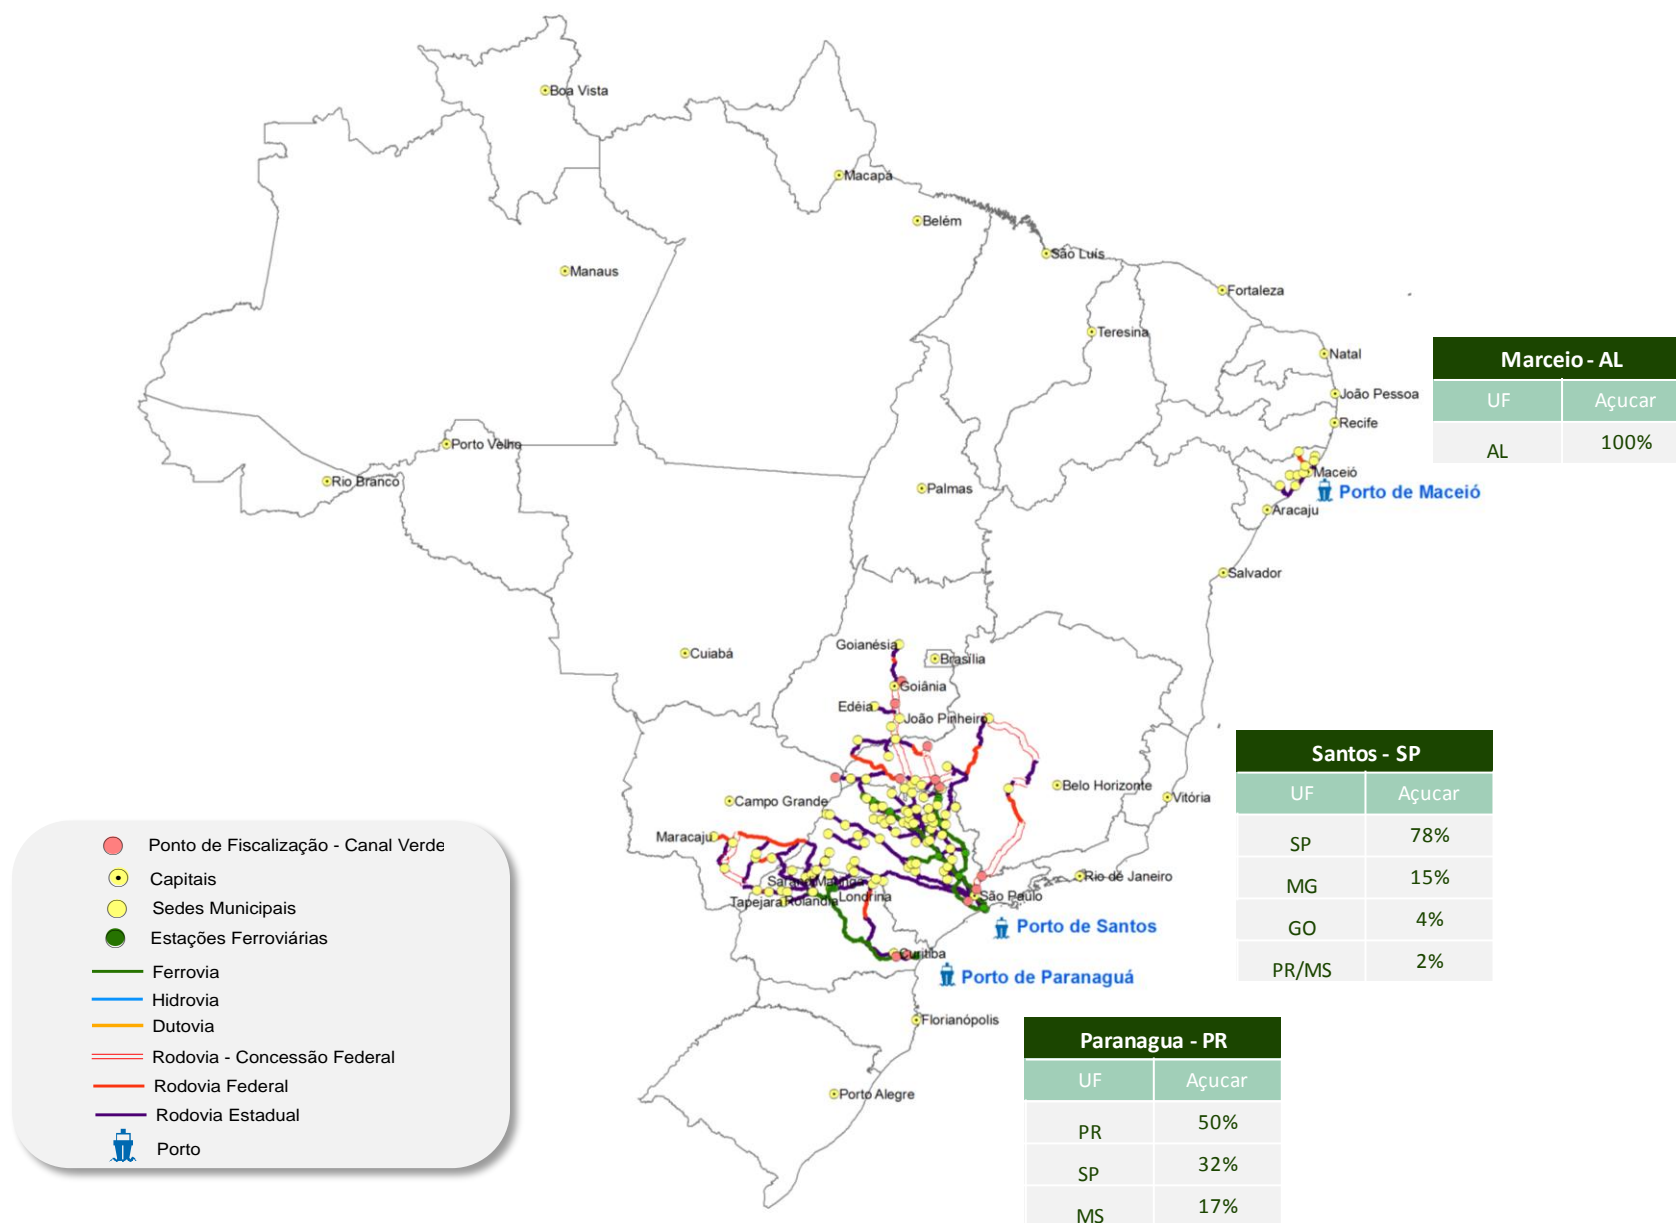 Boa Vista
Macapá
Belém
São Luís
Manaus
Fortaleza
Teresina
Natal
João Pessoa
Recife
Porto Velho
Maceió
Rio Branco
Palmas
Porto de Maceió
Aracaju
Salvador
Goianésia
Cuiabá
Brasília
Goiânia
Edéia
João Pinheiro
Belo Horizonte
Vitória
Campo Grande
Maracaju
Rio de Janeiro
Sarandi Maringá
São Paulo
Tapejara Rolândia Londrina
Porto de Santos
Curitiba
Porto de Paranaguá
Florianópolis
Porto Alegre
Marceio - AL
UF Açucar
AL 100%
Santos - SP
UF Açucar
SP 78%
MG 15%
GO 4%
PR/MS 2%
Paranagua - PR
UF Açucar
PR 50%
SP 32%
MS 17%
Ponto de Fiscalização - Canal Verde
Capitais
Sedes Municipais
Estações Ferroviárias
Ferrovia
Hidrovia
Dutovia
Rodovia - Concessão Federal
Rodovia Federal
Rodovia Estadual
Porto